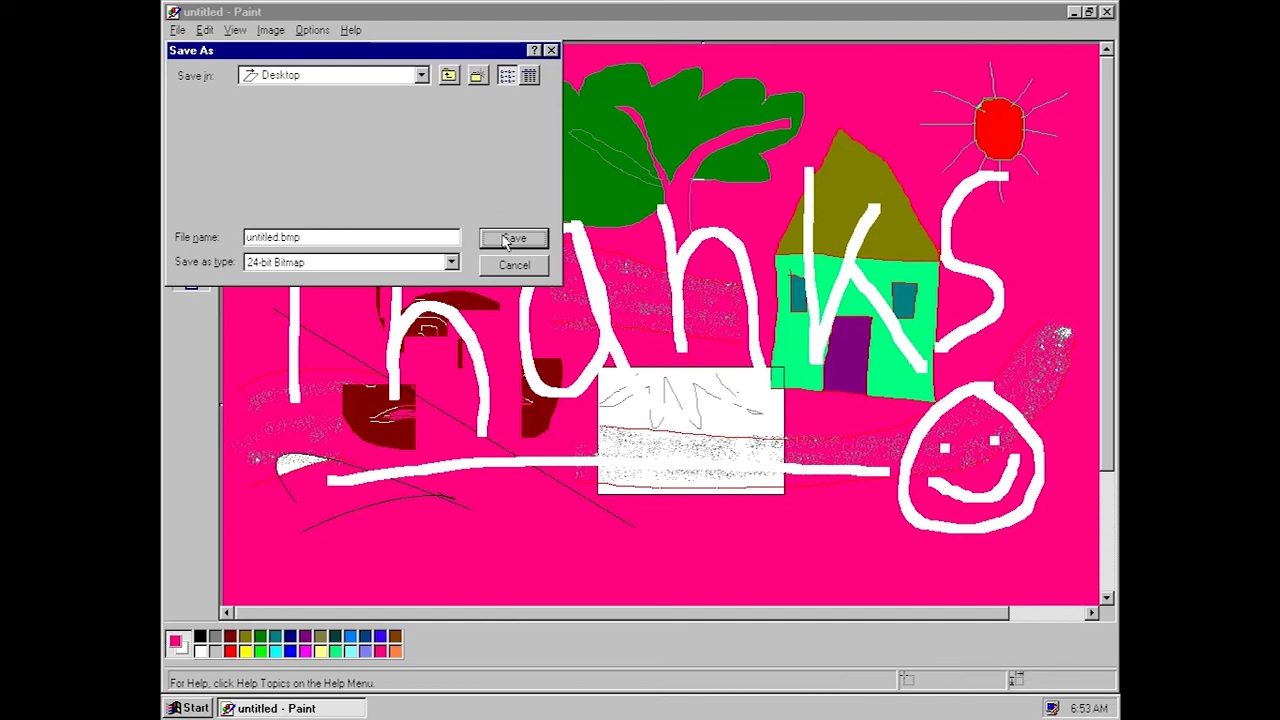 untitled - Paint
File Edit View Image Options Help
Save As
Save in: Desktop
File name: untitled.bmp Save
Save as type: 24-bit Bitmap Cancel
Thanks
For Help, click Help Topics on the Help Menu.
Start untitled - Paint 6:53 AM